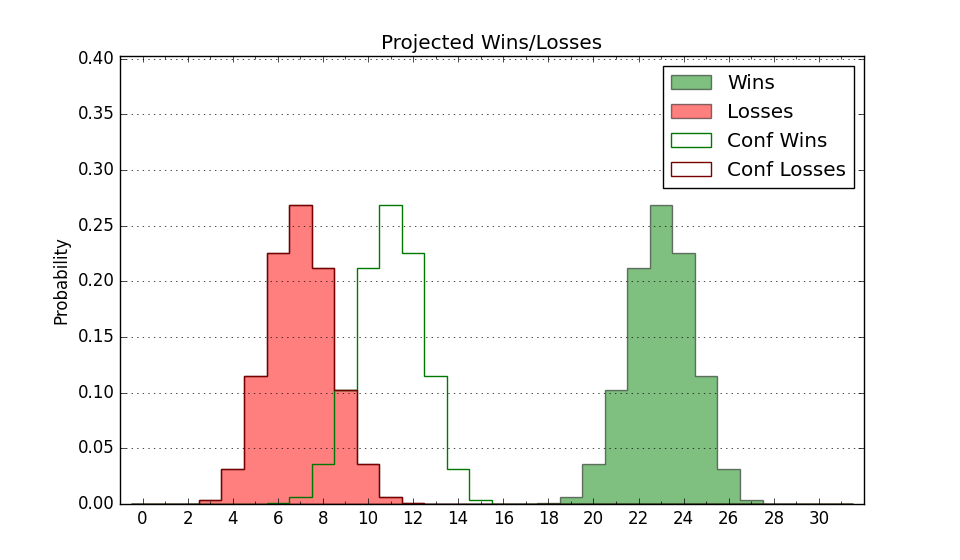 Projected Wins/Losses
0.40
0.35
0.30
0.25
0.20
0.15
0.10
0.05
0.00
Probability
Wins
Losses
Conf Wins
Conf Losses
0 2 4 6 8 10 12 14 16 18 20 22 24 26 28 30